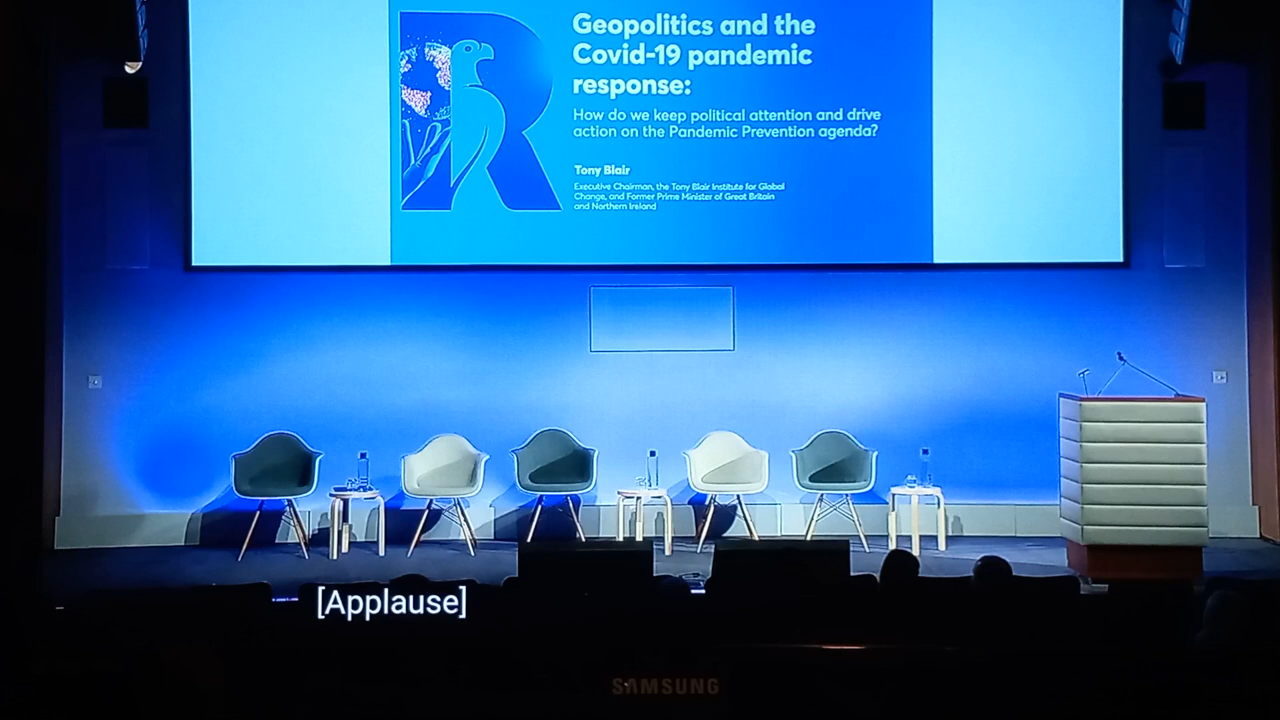 Geopolitics and the
Covid-19 pandemic
response:
How do we keep political attention and drive
action on the Pandemic Prevention agenda?
Tony Blair
Executive Chairman, the Tony Blair Institute for Global
Change, and Former Prime Minister of Great Britain
and Northern Ireland
[Applause]
SAMSUNG